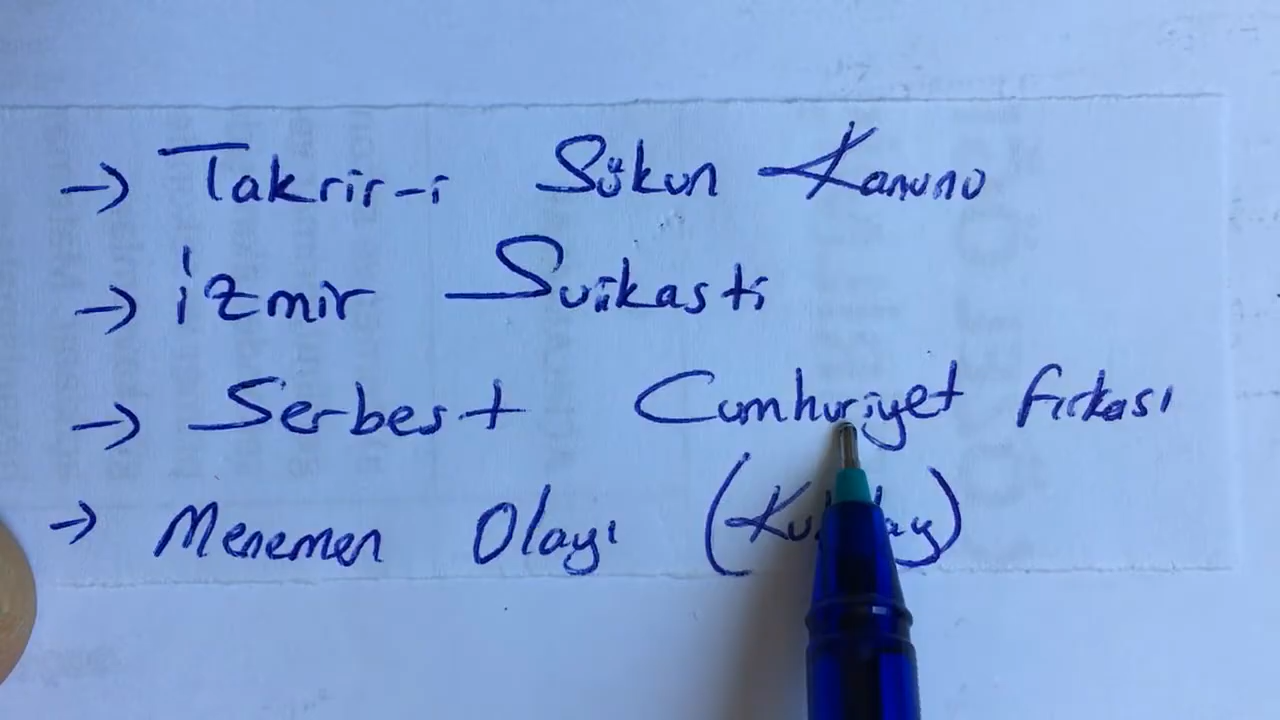 → Takrir-i Sükun Kanunu
→ İzmir Suikasti
→ Serbest Cumhuriyet Fırkası
→ Menemen Olayı